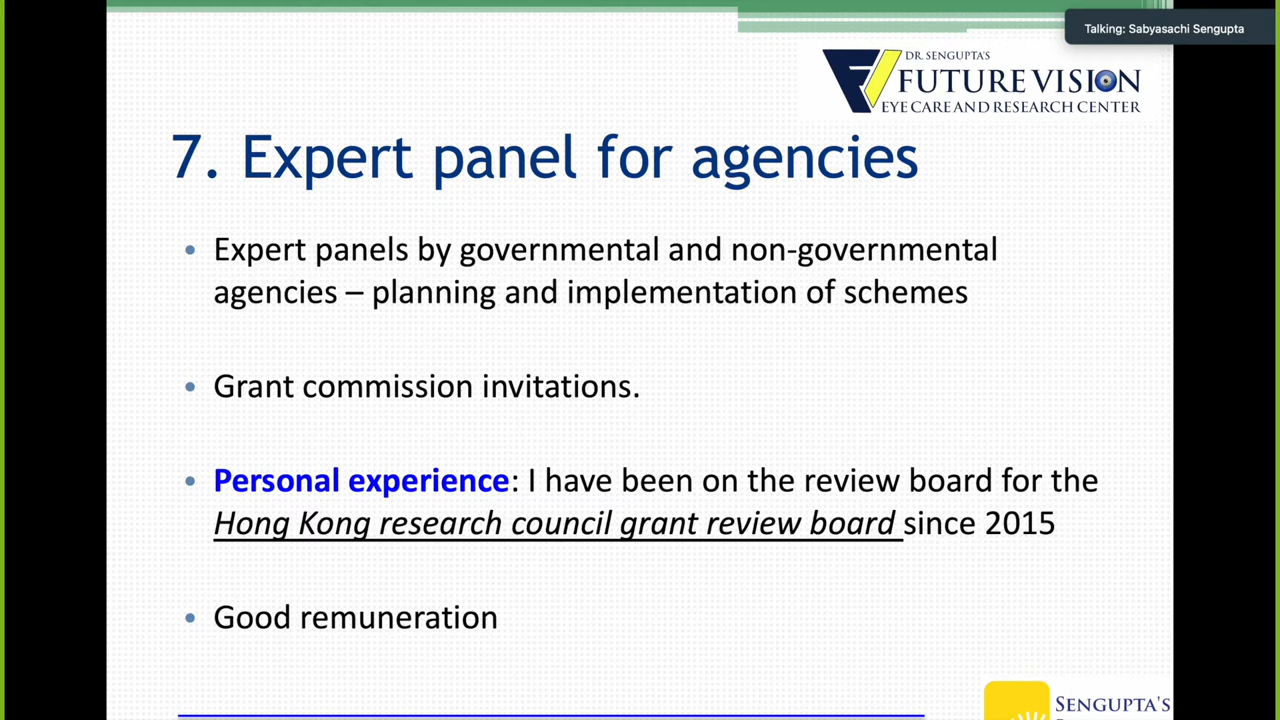 Talking: Sabyasachi Sengupta
DR. SENGUPTA'S
FUTURE VISION
EYE CARE AND RESEARCH CENTER
7. Expert panel for agencies
• Expert panels by governmental and non-governmental
agencies – planning and implementation of schemes
• Grant commission invitations.
• Personal experience: I have been on the review board for the
Hong Kong research council grant review board since 2015
• Good remuneration
SENGUPTA'S